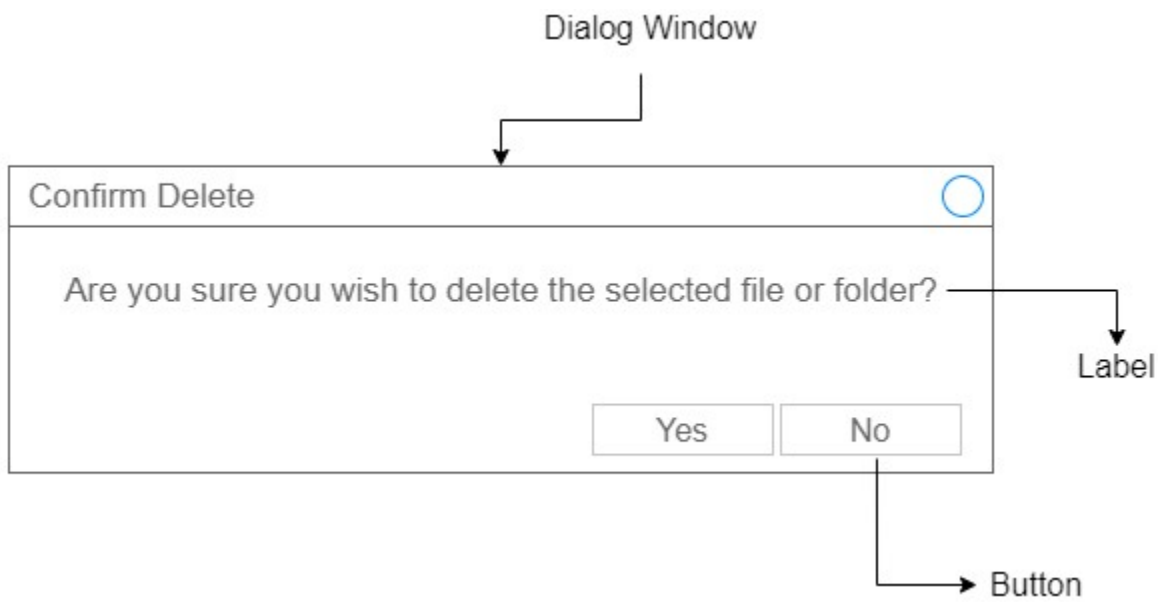 Dialog Window
Confirm Delete
Are you sure you wish to delete the selected file or folder?
Label
Yes
No
Button